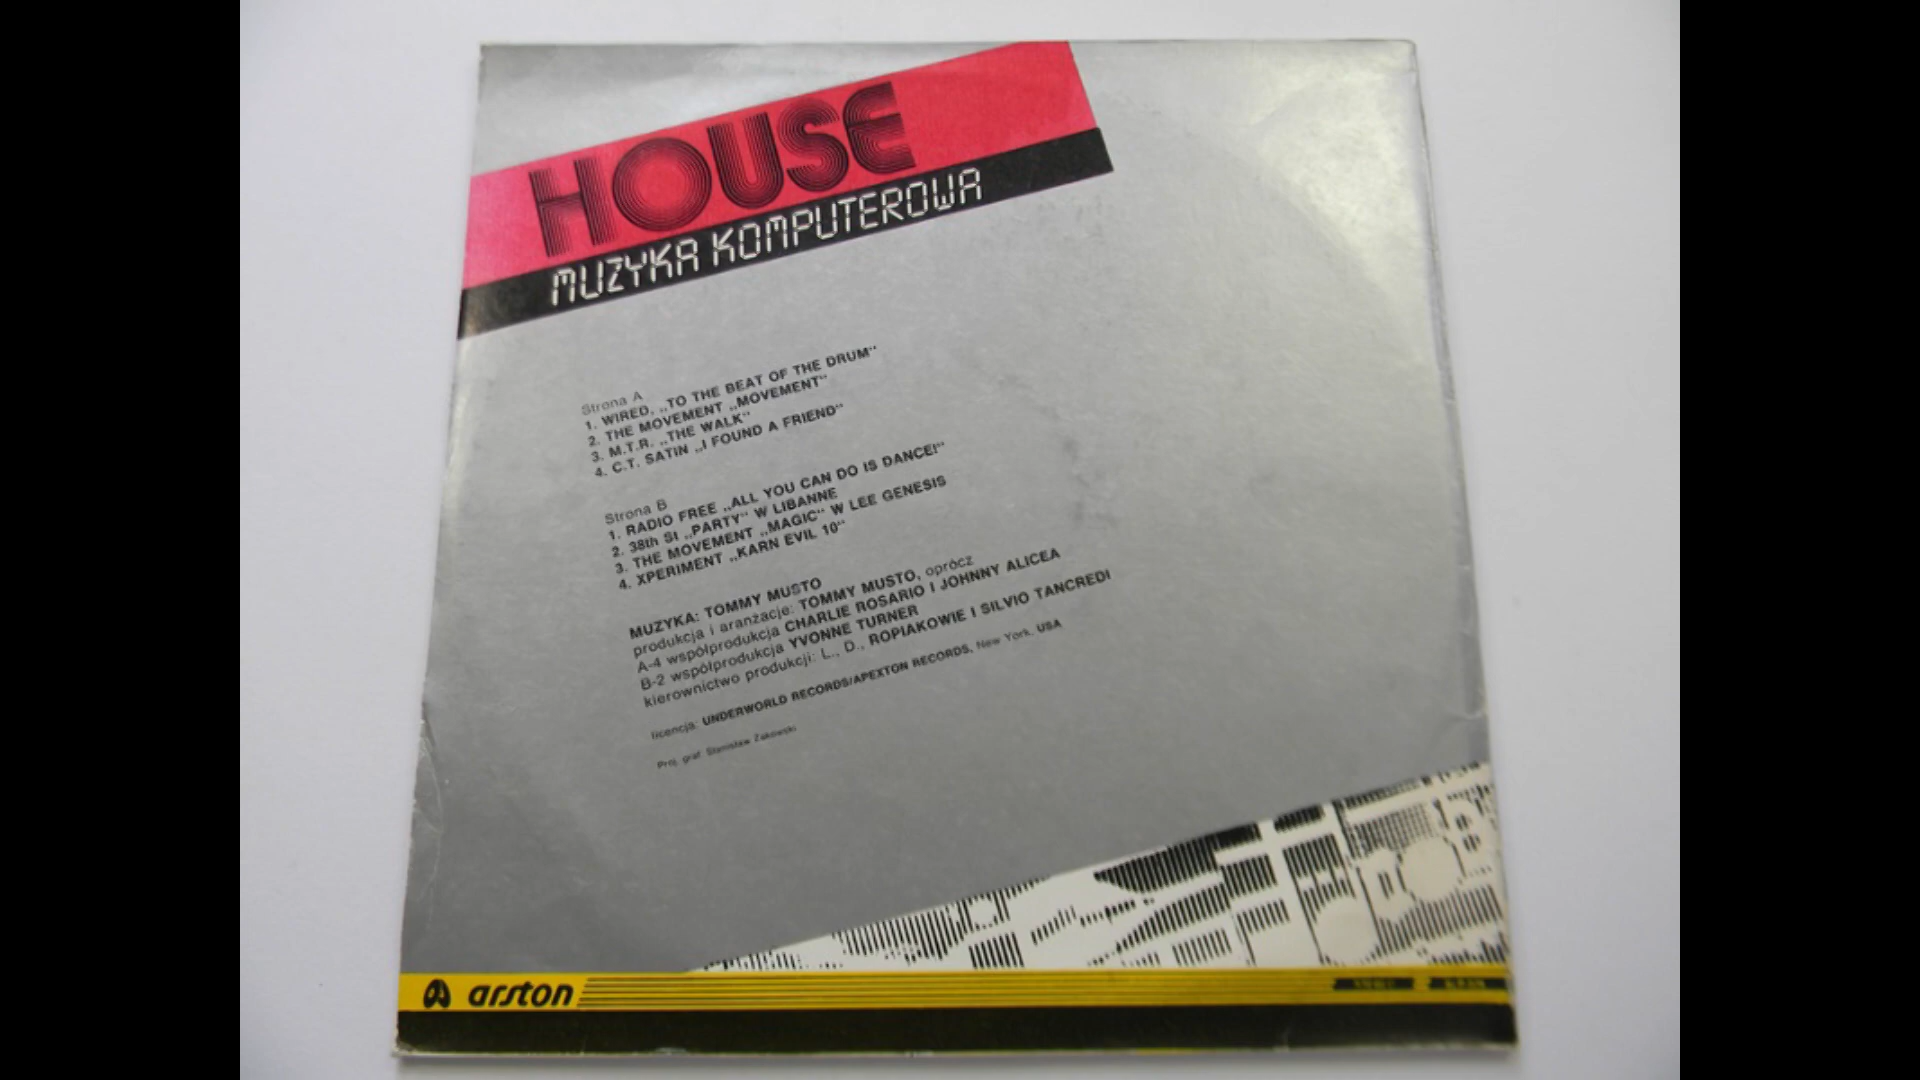 HOUSE
MUZYKA KOMPUTEROWA
Strona A
1. WIRED, „TO THE BEAT OF THE DRUM“
2. THE MOVEMENT „MOVEMENT“
3. M.T.R. „THE WALK“
4. C.T. SATIN „I FOUND A FRIEND“
Strona B
1. RADIO FREE „ALL YOU CAN DO IS DANCE!“
2. 38th St „PARTY“ W LIBANNE
3. THE MOVEMENT „MAGIC“ W LEE GENESIS
4. XPERIMENT „KARN EVIL 10“
MUZYKA: TOMMY MUSTO
produkcja i aranżacje: TOMMY MUSTO, oprócz
A-4 współprodukcja CHARLIE ROSARIO I JOHNNY ALICEA
B-2 współprodukcja YVONNE TURNER
kierownictwo produkcji: L., D., ROPIAKOWIE I SILVIO TANCREDI
licencja: UNDERWORLD RECORDS/APEXTON RECORDS, New York, USA
Proj. graf. Stanisław Żakowski
arston